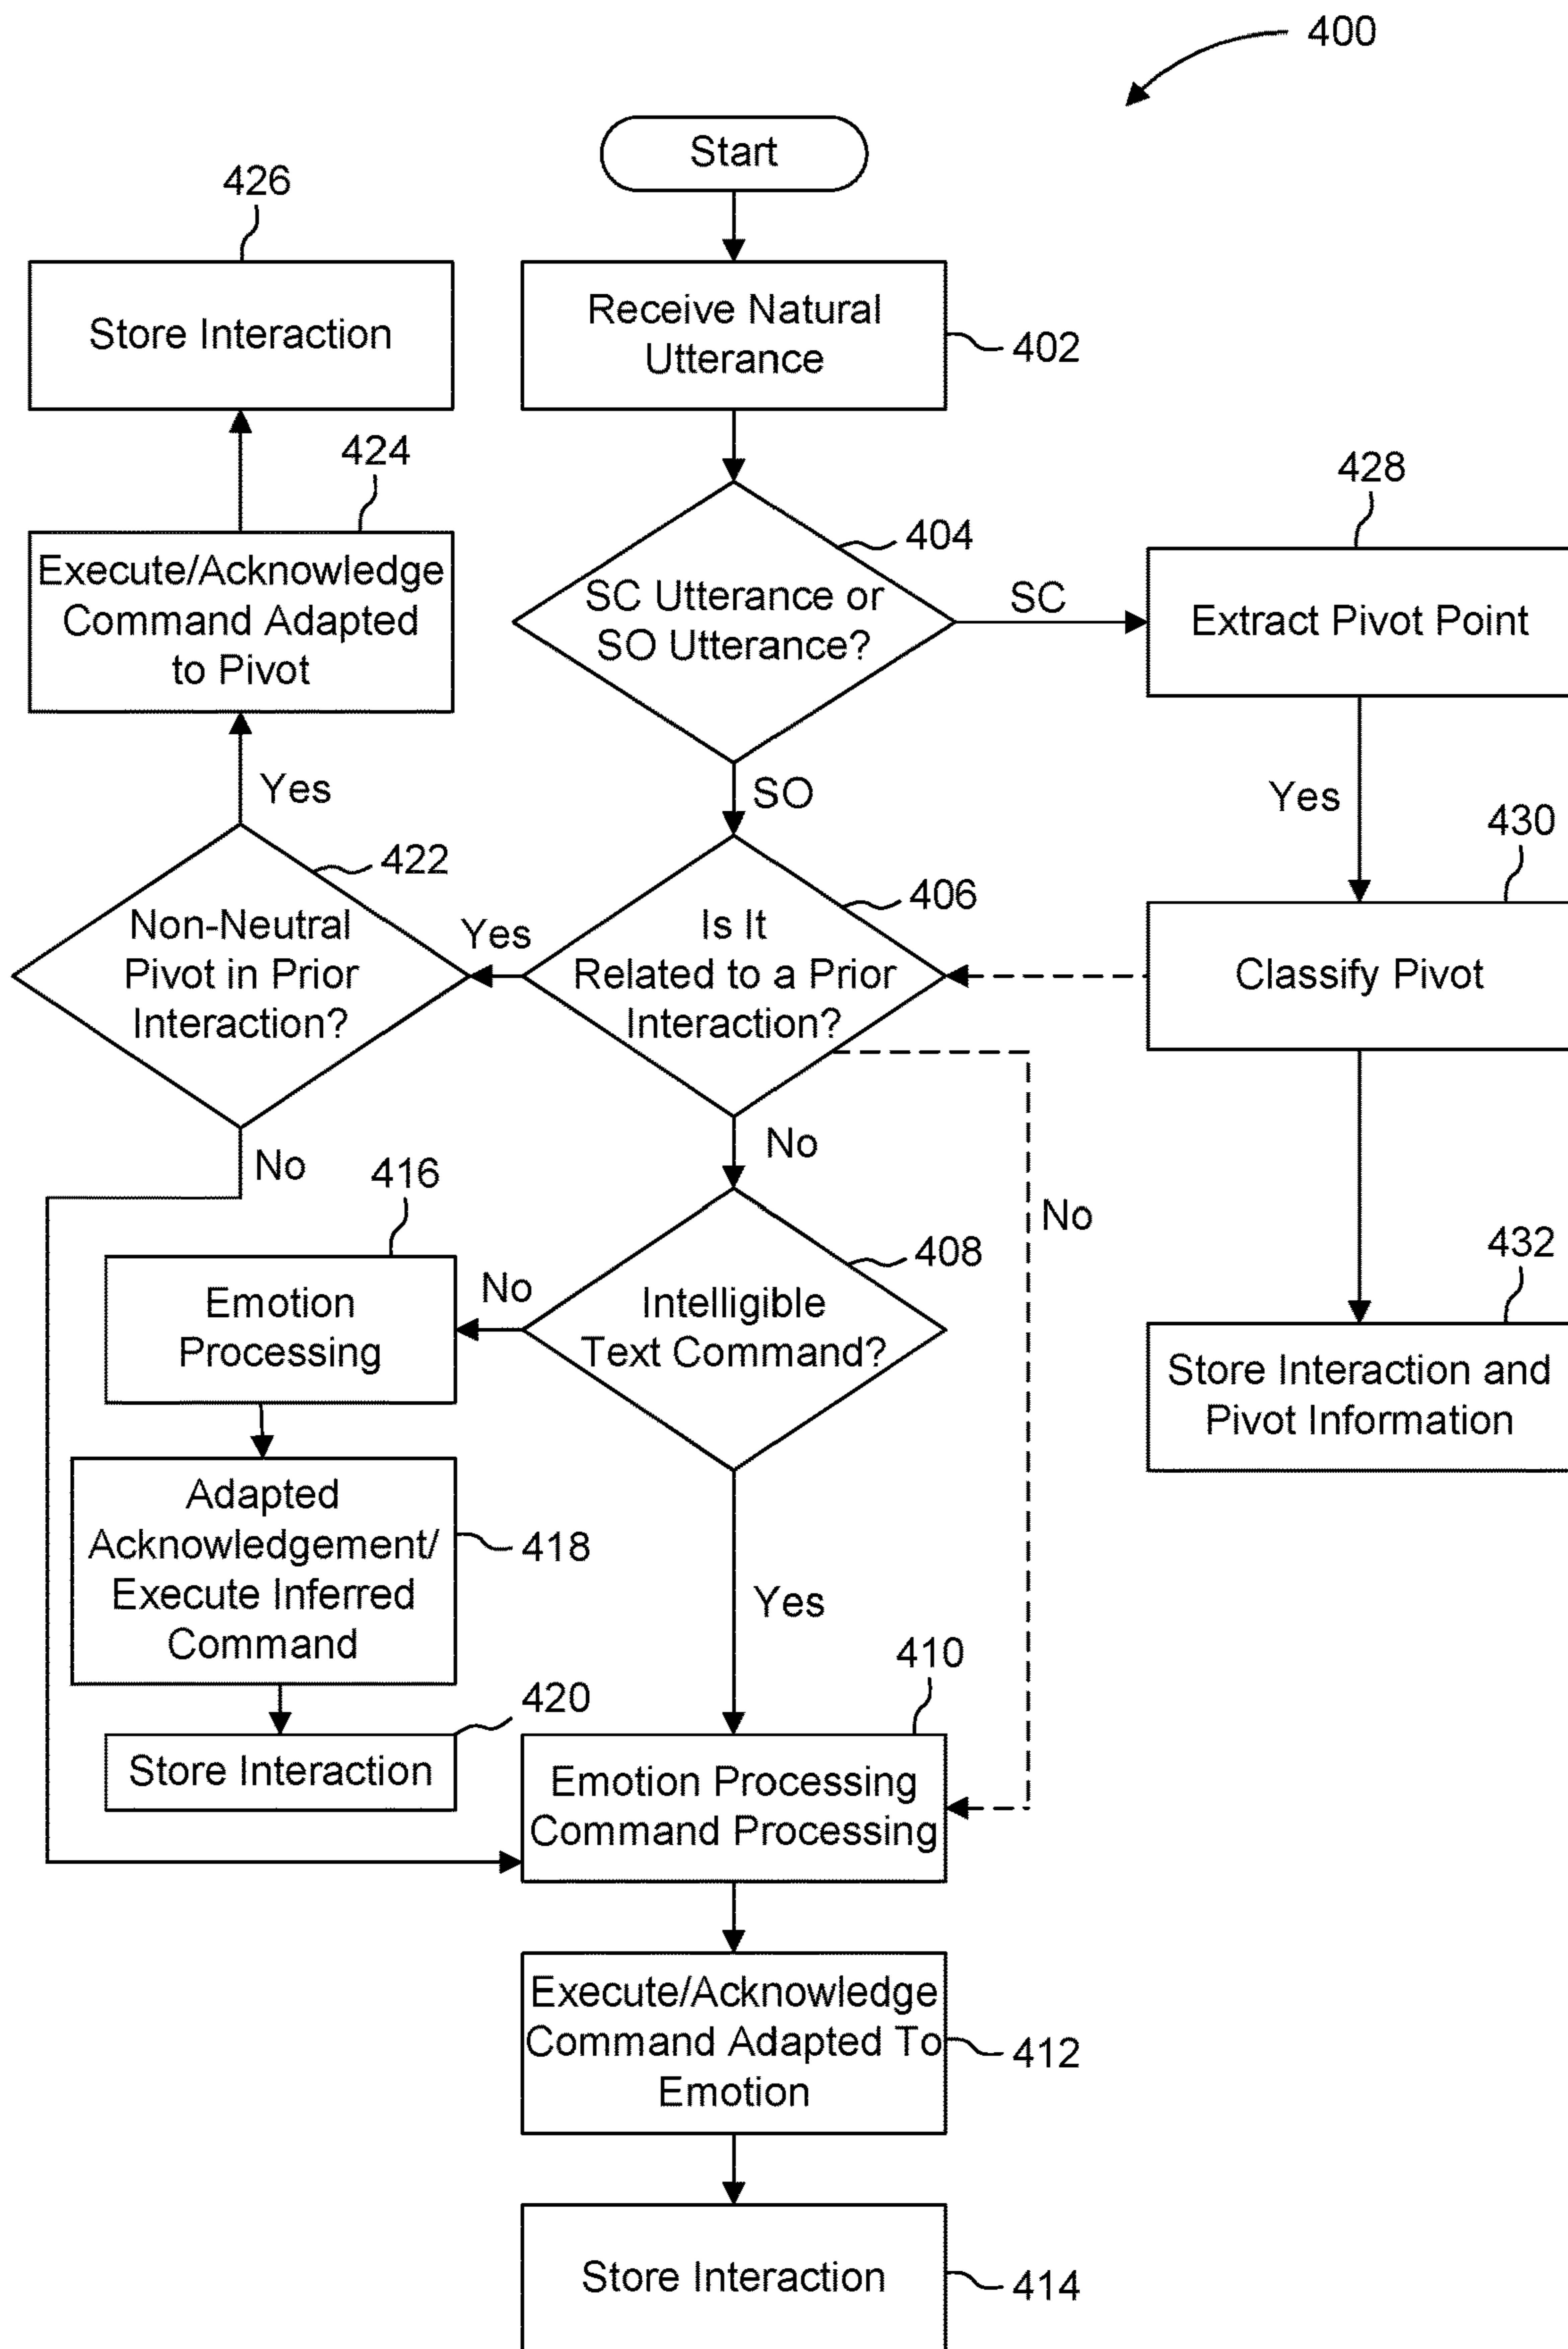 400
Start
426
Store Interaction
Receive Natural
Utterance
402
424
Execute/Acknowledge
Command Adapted
to Pivot
404
SC Utterance or
SO Utterance?
SC
428
Extract Pivot Point
Yes
SO
Yes
430
422
Non-Neutral
Pivot in Prior
Interaction?
Yes
406
Is It
Related to a Prior
Interaction?
Classify Pivot
No
No
No
416
Emotion
Processing
No
408
Intelligible
Text Command?
432
Store Interaction and
Pivot Information
Adapted
Acknowledgement/
Execute Inferred
Command
418
Yes
420
Store Interaction
410
Emotion Processing
Command Processing
Execute/Acknowledge
Command Adapted To
Emotion
412
Store Interaction
414